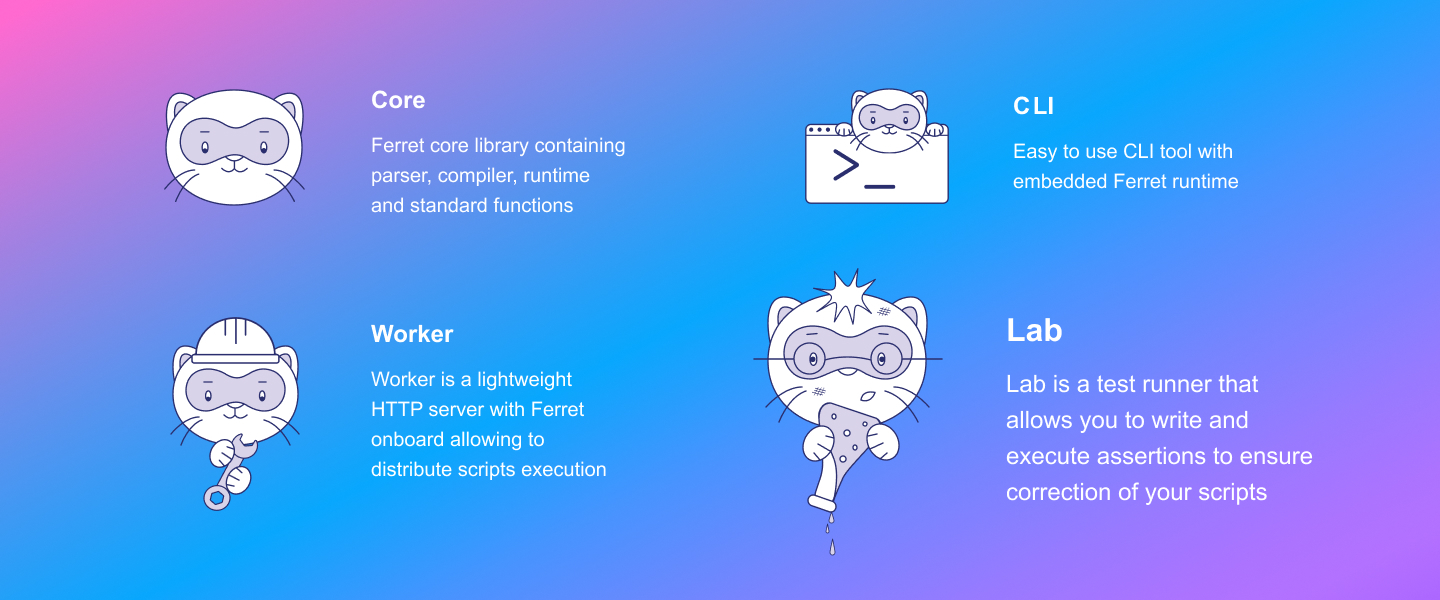 Core
Ferret core library containing
parser, compiler, runtime
and standard functions
CLI
Easy to use CLI tool with
embedded Ferret runtime
Worker
Worker is a lightweight
HTTP server with Ferret
onboard allowing to
distribute scripts execution
Lab
Lab is a test runner that
allows you to write and
execute assertions to ensure
correction of your scripts